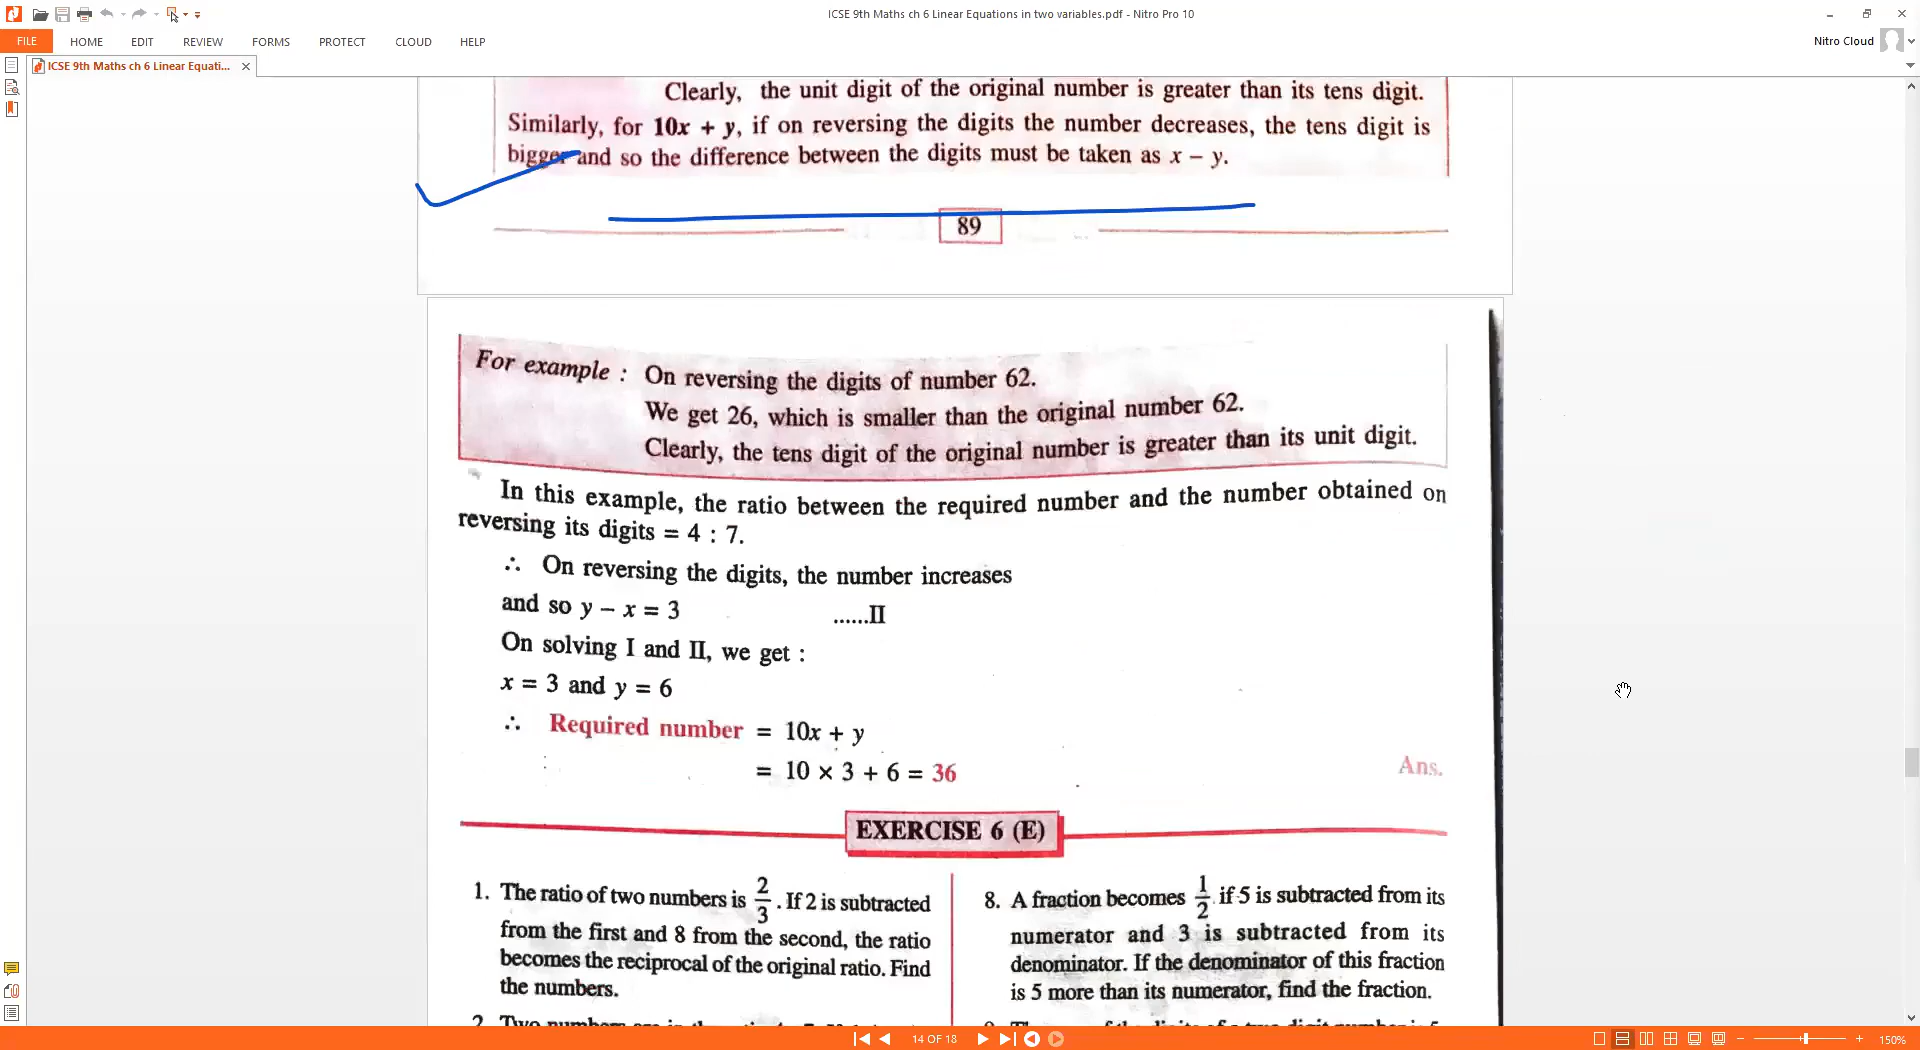 ICSE 9th Maths ch 6 Linear Equations in two variables.pdf - Nitro Pro 10
FILE HOME EDIT REVIEW FORMS PROTECT CLOUD HELP
Nitro Cloud
ICSE 9th Maths ch 6 Linear Equati...
Clearly, the unit digit of the original number is greater than its tens digit.
Similarly, for 10x + y, if on reversing the digits the number decreases, the tens digit is
bigger and so the difference between the digits must be taken as x – y.
89
For example : On reversing the digits of number 62.
We get 26, which is smaller than the original number 62.
Clearly, the tens digit of the original number is greater than its unit digit.
In this example, the ratio between the required number and the number obtained on
reversing its digits = 4 : 7.
∴ On reversing the digits, the number increases
and so y – x = 3 ......II
On solving I and II, we get :
x = 3 and y = 6
∴ Required number = 10x + y
= 10 × 3 + 6 = 36 Ans.
EXERCISE 6 (E)
1. The ratio of two numbers is 2/3. If 2 is subtracted
from the first and 8 from the second, the ratio
becomes the reciprocal of the original ratio. Find
the numbers.
2. Two numbers
8. A fraction becomes 1/2 if 5 is subtracted from its
numerator and 3 is subtracted from its
denominator. If the denominator of this fraction
is 5 more than its numerator, find the fraction.
14 OF 18
150%